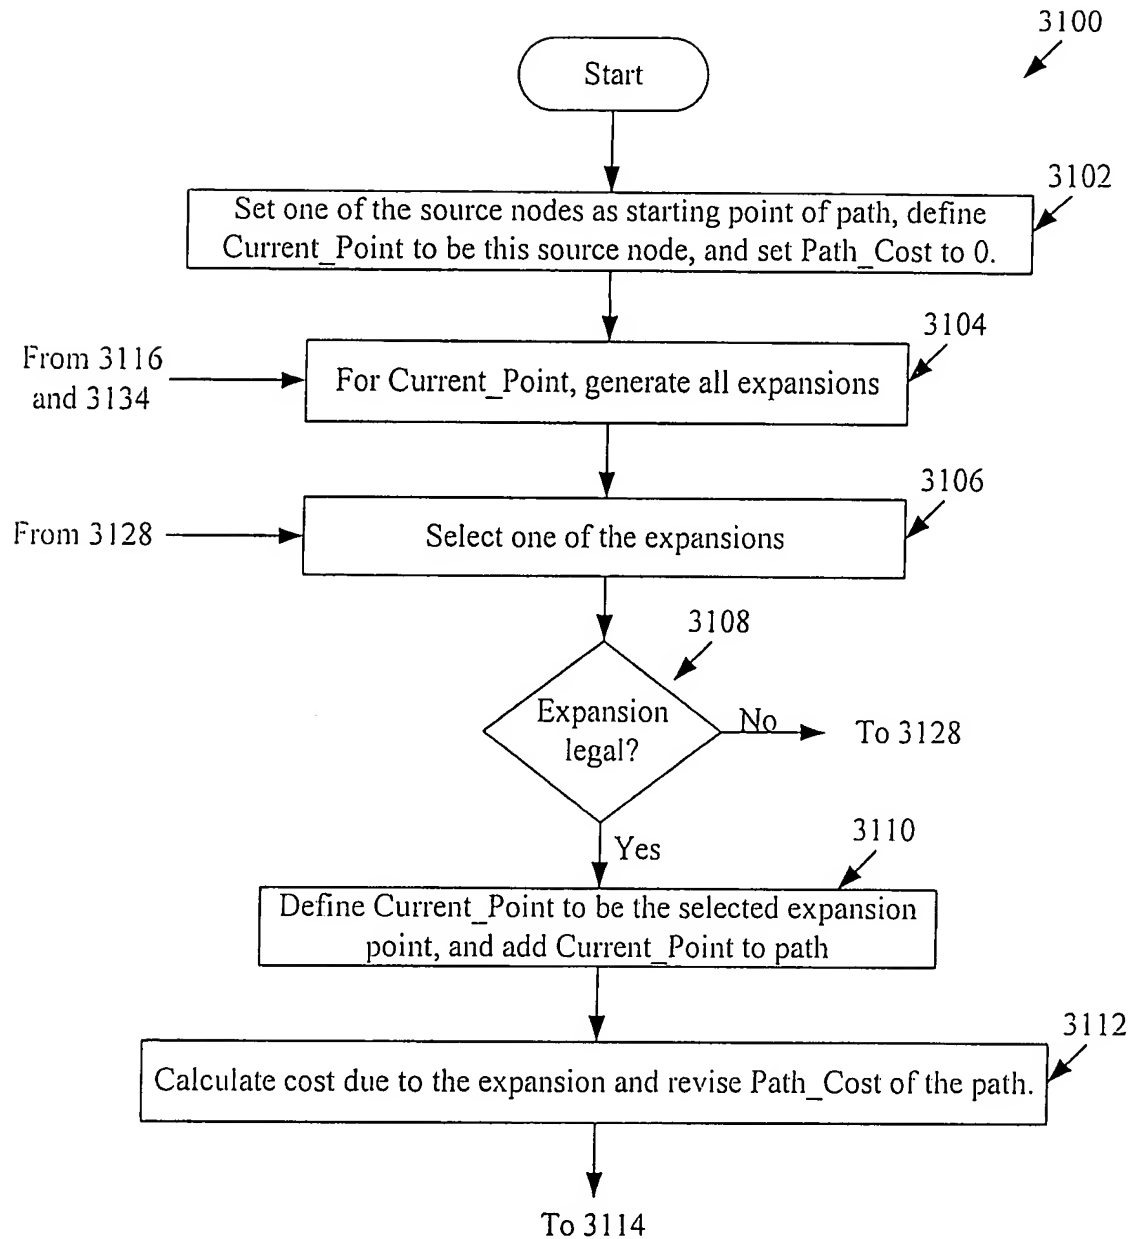 3100
Start
3102
Set one of the source nodes as starting point of path, define
Current_Point to be this source node, and set Path_Cost to 0.
3104
From 3116
and 3134
For Current_Point, generate all expansions
3106
From 3128
Select one of the expansions
3108
Expansion
legal?
No
To 3128
Yes
3110
Define Current_Point to be the selected expansion
point, and add Current_Point to path
3112
Calculate cost due to the expansion and revise Path_Cost of the path.
To 3114